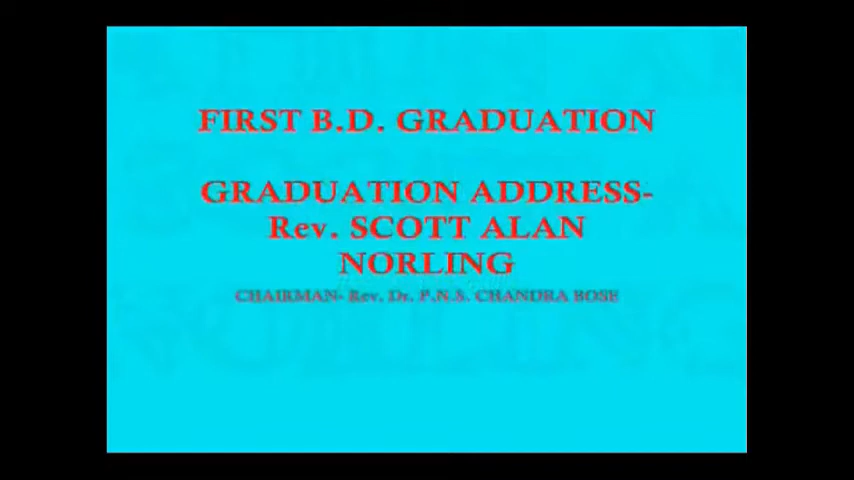 FIRST B.D. GRADUATION
GRADUATION ADDRESS-
Rev. SCOTT ALAN
NORLING
CHAIRMAN- Rev. Dr. P.N.S. CHANDRA BOSE